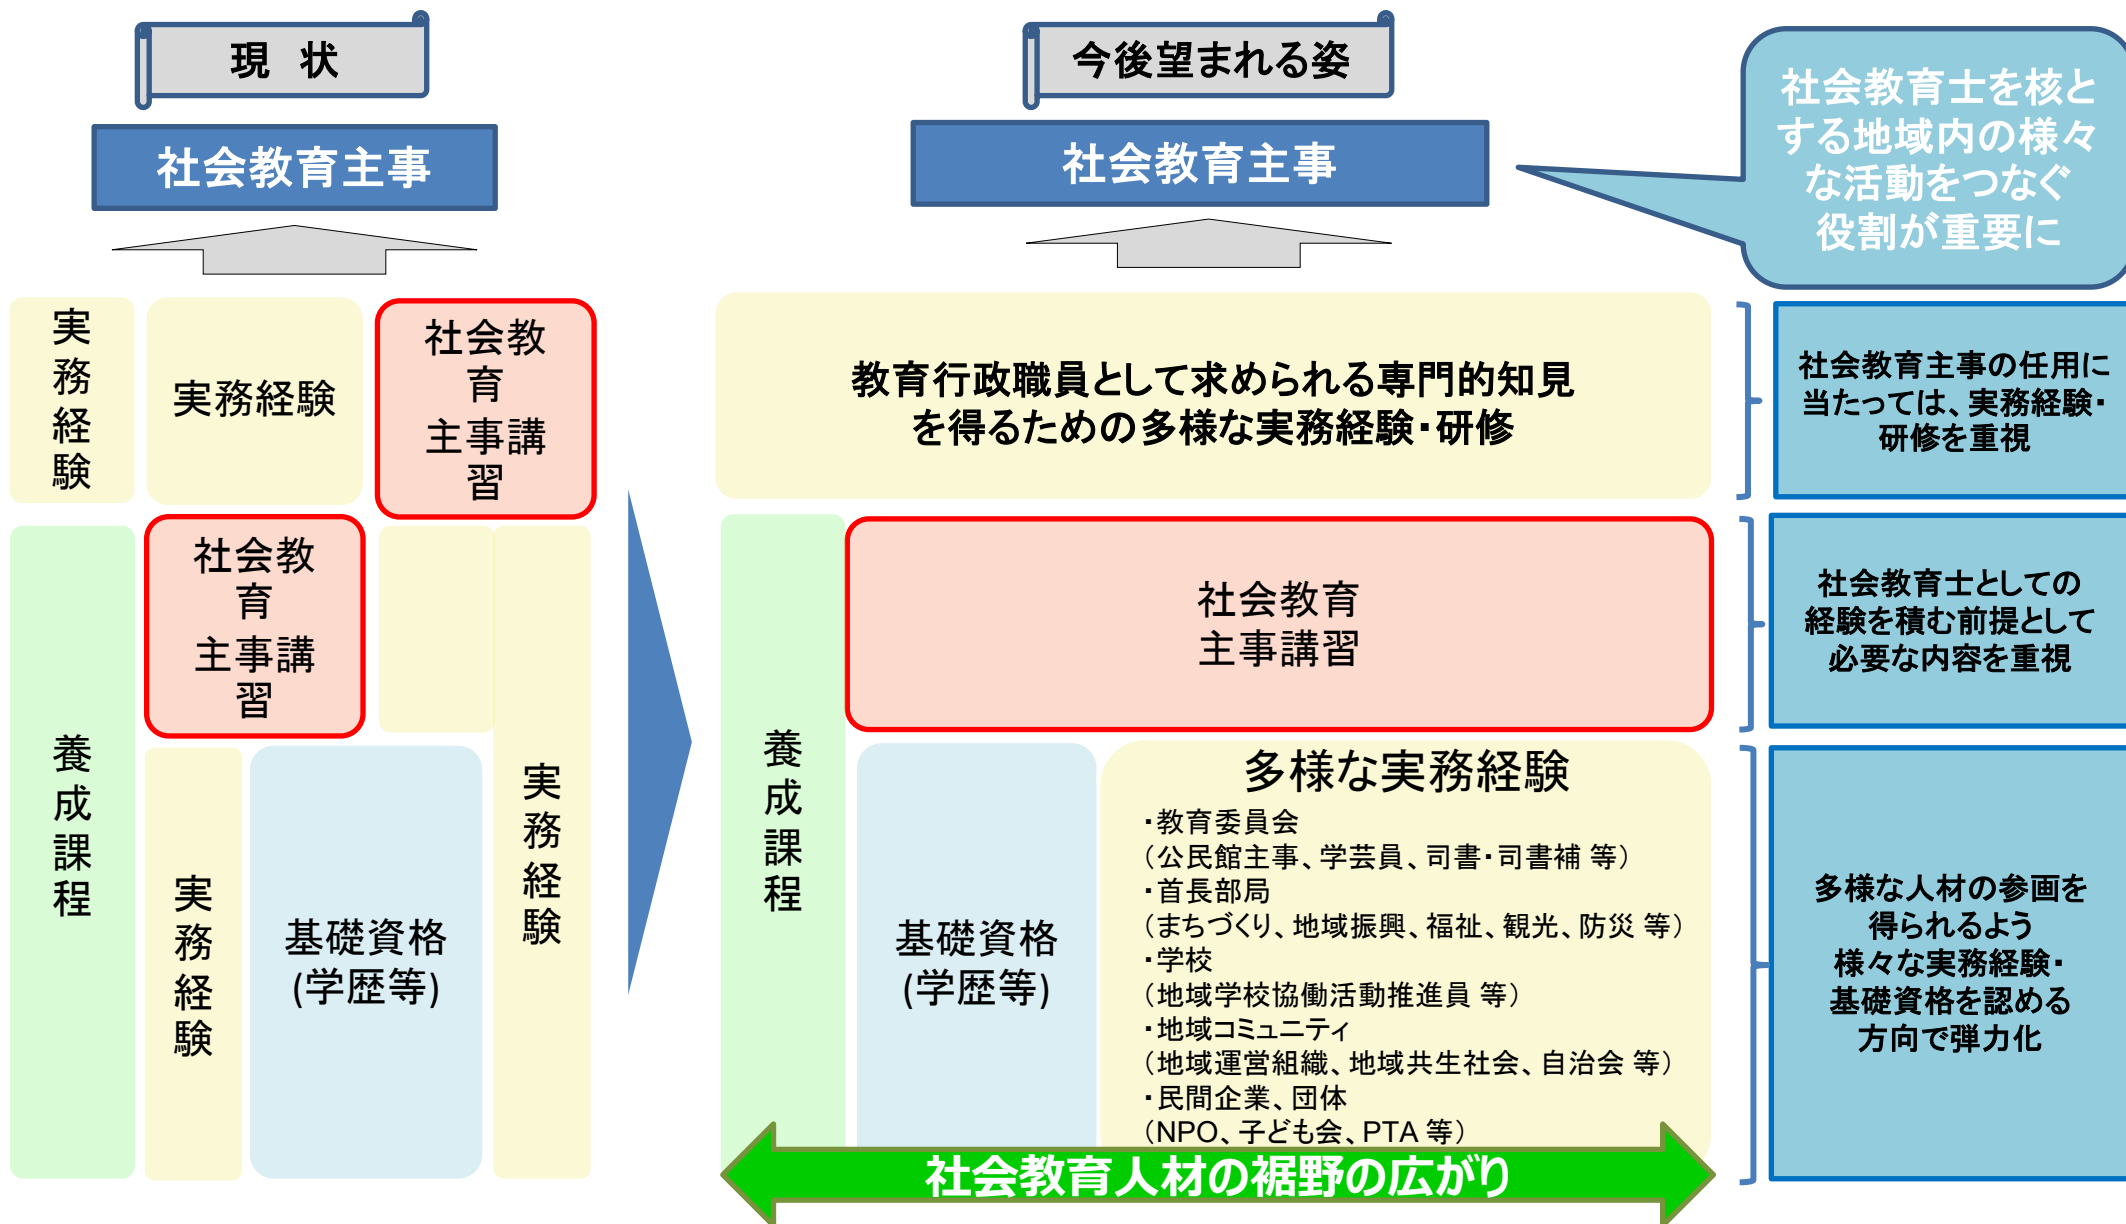 現 状
社会教育主事
実務経験
実務経験
社会教
育
主事講
習
養成課程
社会教
育
主事講
習
実務経験
基礎資格
(学歴等)
実務経験
今後望まれる姿
社会教育主事
社会教育士を核と
する地域内の様々
な活動をつなぐ
役割が重要に
教育行政職員として求められる専門的知見
を得るための多様な実務経験・研修
社会教育主事の任用に
当たっては、実務経験・
研修を重視
養成課程
社会教育
主事講習
社会教育士としての
経験を積む前提として
必要な内容を重視
基礎資格
(学歴等)
多様な実務経験
・教育委員会
（公民館主事、学芸員、司書・司書補 等）
・首長部局
（まちづくり、地域振興、福祉、観光、防災 等）
・学校
（地域学校協働活動推進員 等）
・地域コミュニティ
（地域運営組織、地域共生社会、自治会 等）
・民間企業、団体
（NPO、子ども会、PTA 等）
多様な人材の参画を
得られるよう
様々な実務経験・
基礎資格を認める
方向で弾力化
社会教育人材の裾野の広がり